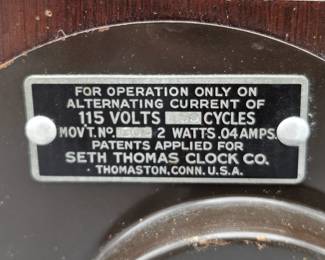 FOR OPERATION ONLY ON
ALTERNATING CURRENT OF
115 VOLTS CYCLES
MOV'T. NO. 2 WATTS .04 AMPS.
PATENTS APPLIED FOR
SETH THOMAS CLOCK CO.
THOMASTON, CONN. U.S.A.